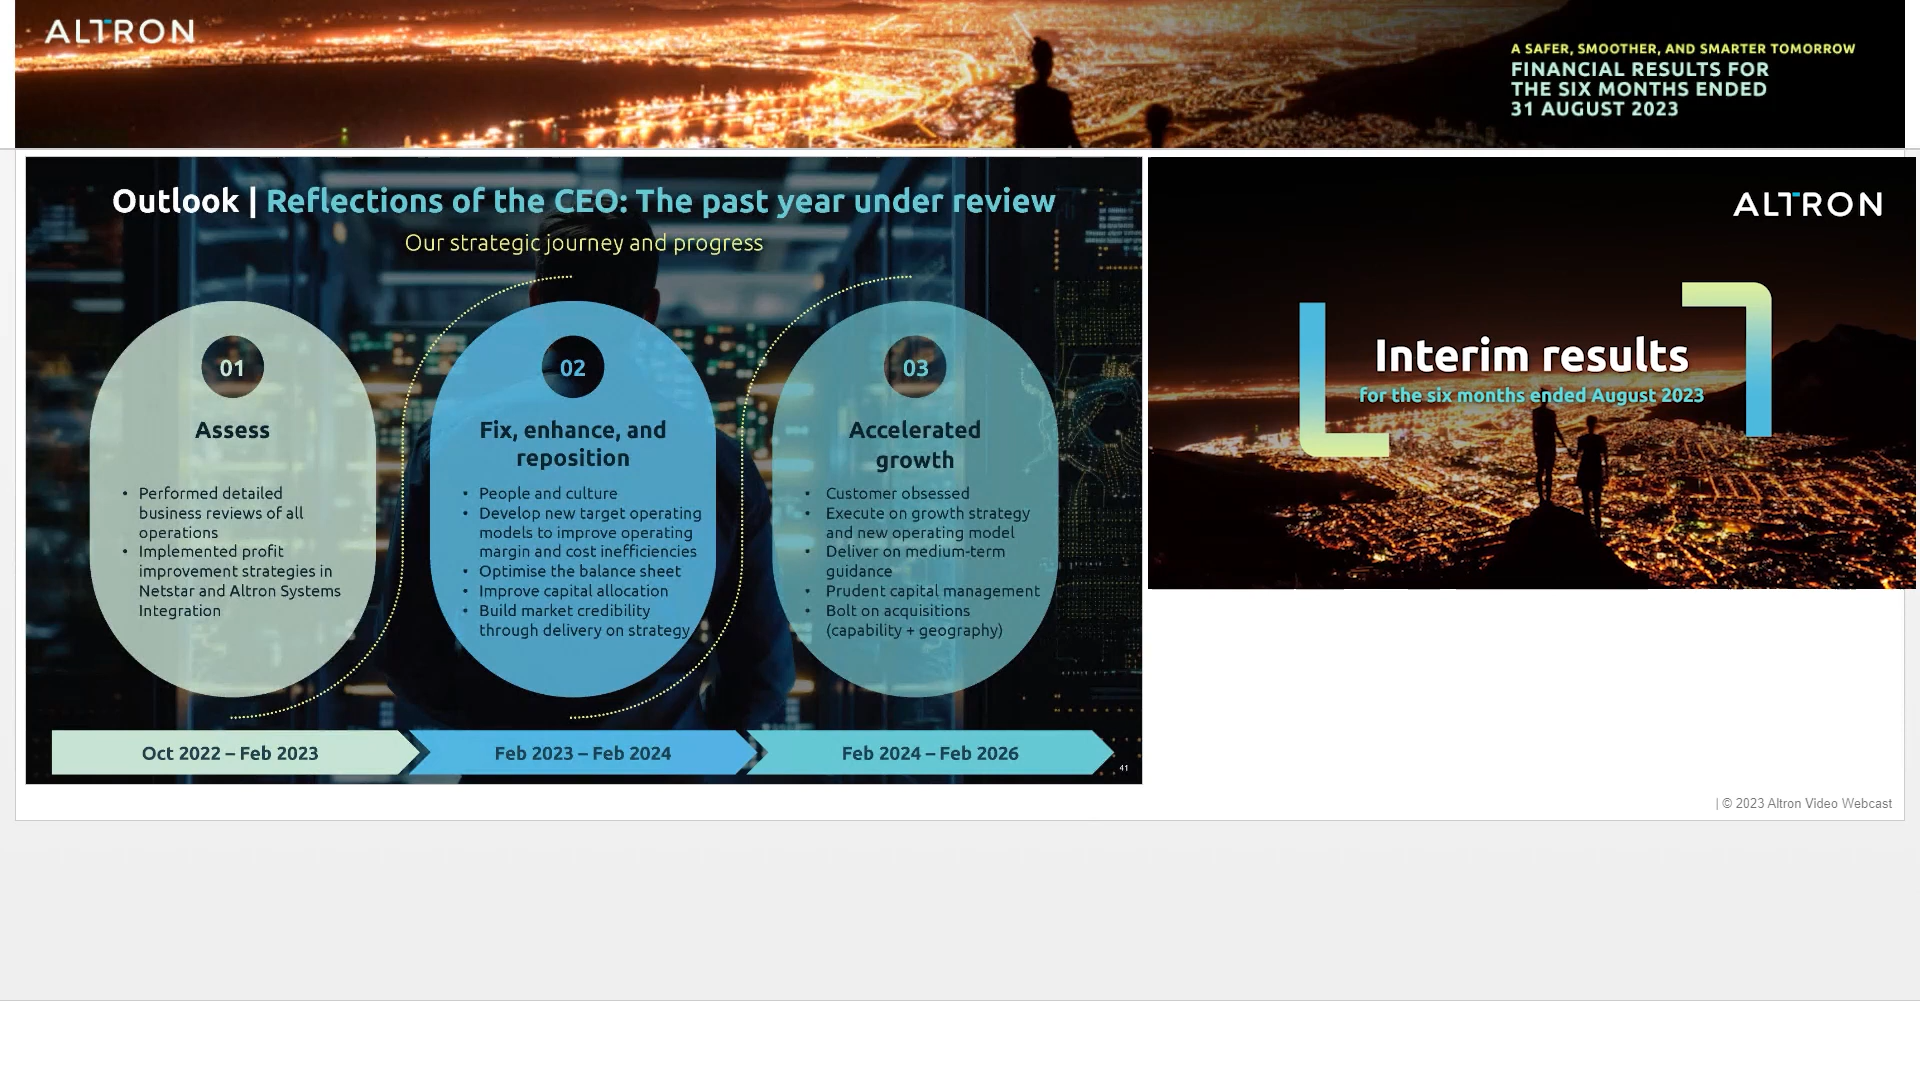 ALTRON
A SAFER, SMOOTHER, AND SMARTER TOMORROW
FINANCIAL RESULTS FOR
THE SIX MONTHS ENDED
31 AUGUST 2023
Outlook | Reflections of the CEO: The past year under review
Our strategic journey and progress
01
Assess
• Performed detailed
business reviews of all
operations
• Implemented profit
improvement strategies in
Netstar and Altron Systems
Integration
02
Fix, enhance, and
reposition
• People and culture
• Develop new target operating
models to improve operating
margin and cost inefficiencies
• Optimise the balance sheet
• Improve capital allocation
• Build market credibility
through delivery on strategy
03
Accelerated
growth
• Customer obsessed
• Execute on growth strategy
and new operating model
• Deliver on medium-term
guidance
• Prudent capital management
• Bolt on acquisitions
(capability + geography)
Oct 2022 – Feb 2023
Feb 2023 – Feb 2024
Feb 2024 – Feb 2026
41
ALTRON
Interim results
for the six months ended August 2023
| © 2023 Altron Video Webcast